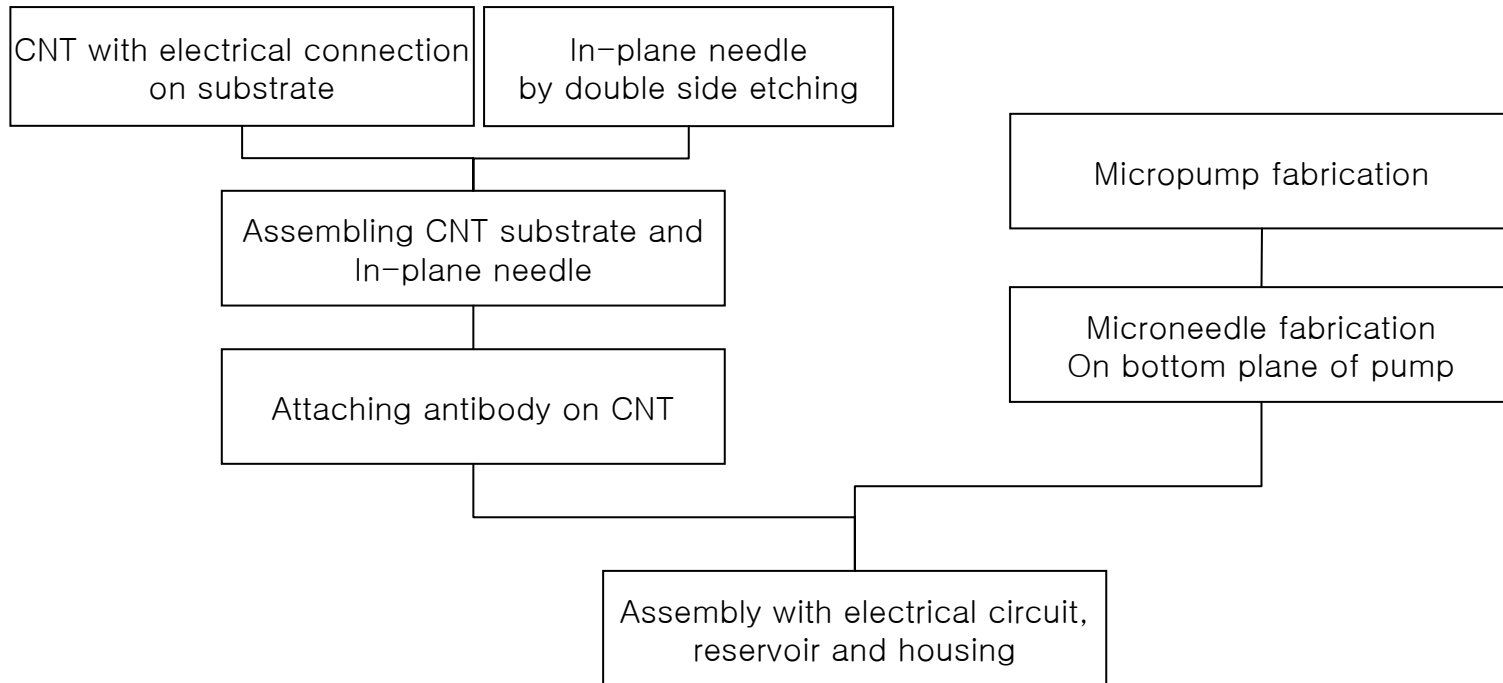 CNT with electrical connection
on substrate
In-plane needle
by double side etching
Micropump fabrication
Assembling CNT substrate and
In-plane needle
Microneedle fabrication
On bottom plane of pump
Attaching antibody on CNT
Assembly with electrical circuit,
reservoir and housing